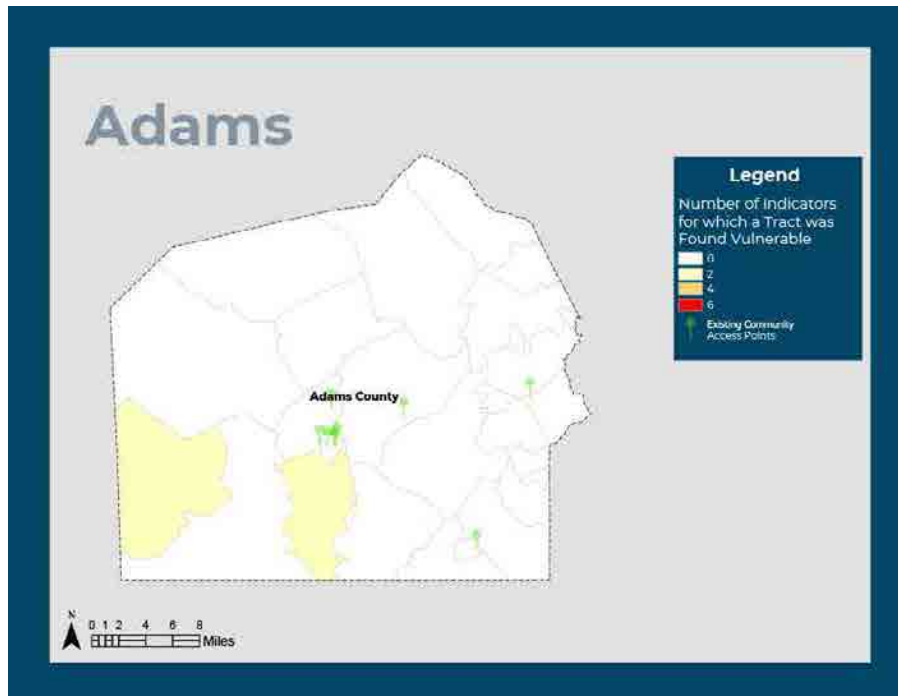 Adams
Legend
Number of Indicators
for which a Tract was
Found Vulnerable
0
2
4
6
Existing Community
Access Points
Adams County
N
0 1 2 4 6 8
Miles